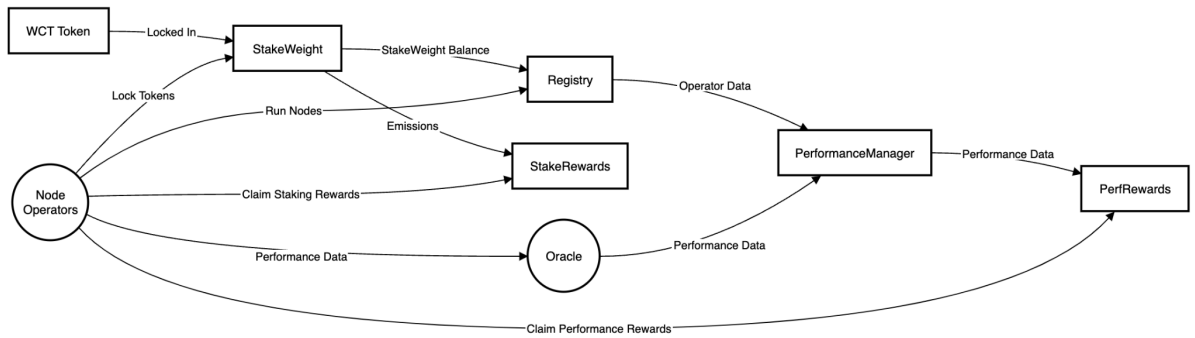 WCT Token
Locked In
StakeWeight
StakeWeight Balance
Registry
Operator Data
Lock Tokens
Run Nodes
Emissions
PerformanceManager
Performance Data
StakeRewards
PerfRewards
Node
Operators
Claim Staking Rewards
Performance Data
Oracle
Performance Data
Claim Performance Rewards